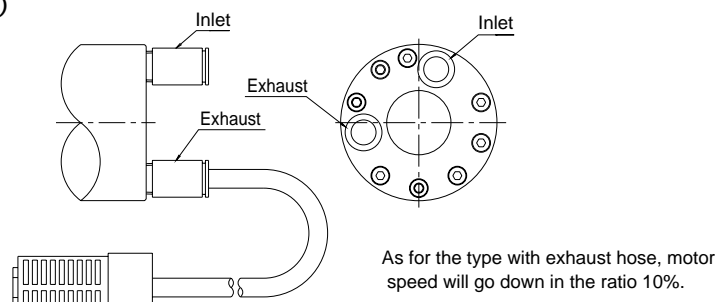 Inlet
Inlet
Exhaust
Exhaust
As for the type with exhaust hose, motor
speed will go down in the ratio 10%.